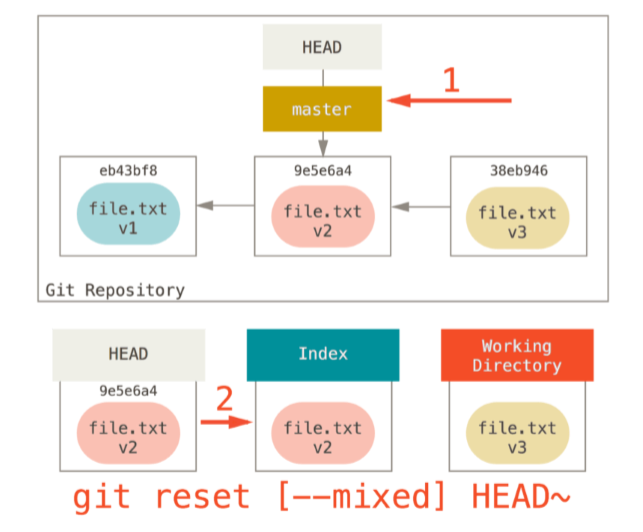 HEAD
1
master
eb43bf8
9e5e6a4
38eb946
file.txt
v1
file.txt
v2
file.txt
v3
Git Repository
HEAD
Index
Working
Directory
9e5e6a4
2
file.txt
v2
file.txt
v2
file.txt
v3
git reset [--mixed] HEAD~